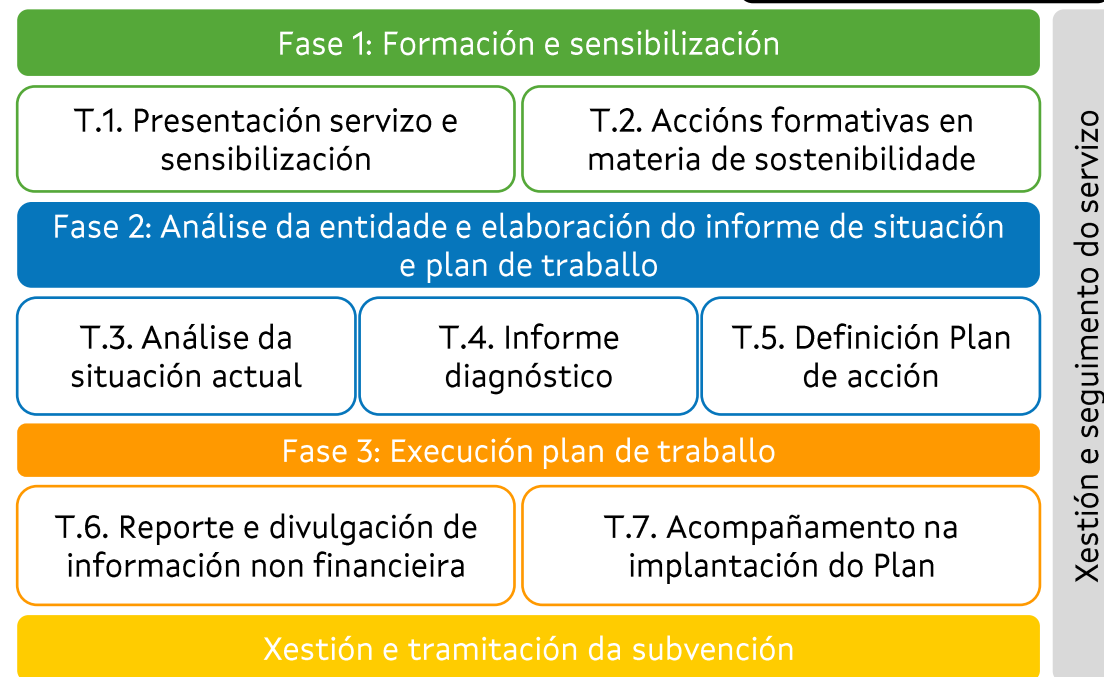 Fase 1: Formación e sensibilización
T.1. Presentación servizo e
sensibilización
T.2. Accións formativas en
materia de sostenibilidade
Fase 2: Análise da entidade e elaboración do informe de situación
e plan de traballo
T.3. Análise da
situación actual
T.4. Informe
diagnóstico
T.5. Definición Plan
de acción
Fase 3: Execución plan de traballo
T.6. Reporte e divulgación de
información non financieira
T.7. Acompañamento na
implantación do Plan
Xestión e tramitación da subvención
Xestión e seguimento do servizo